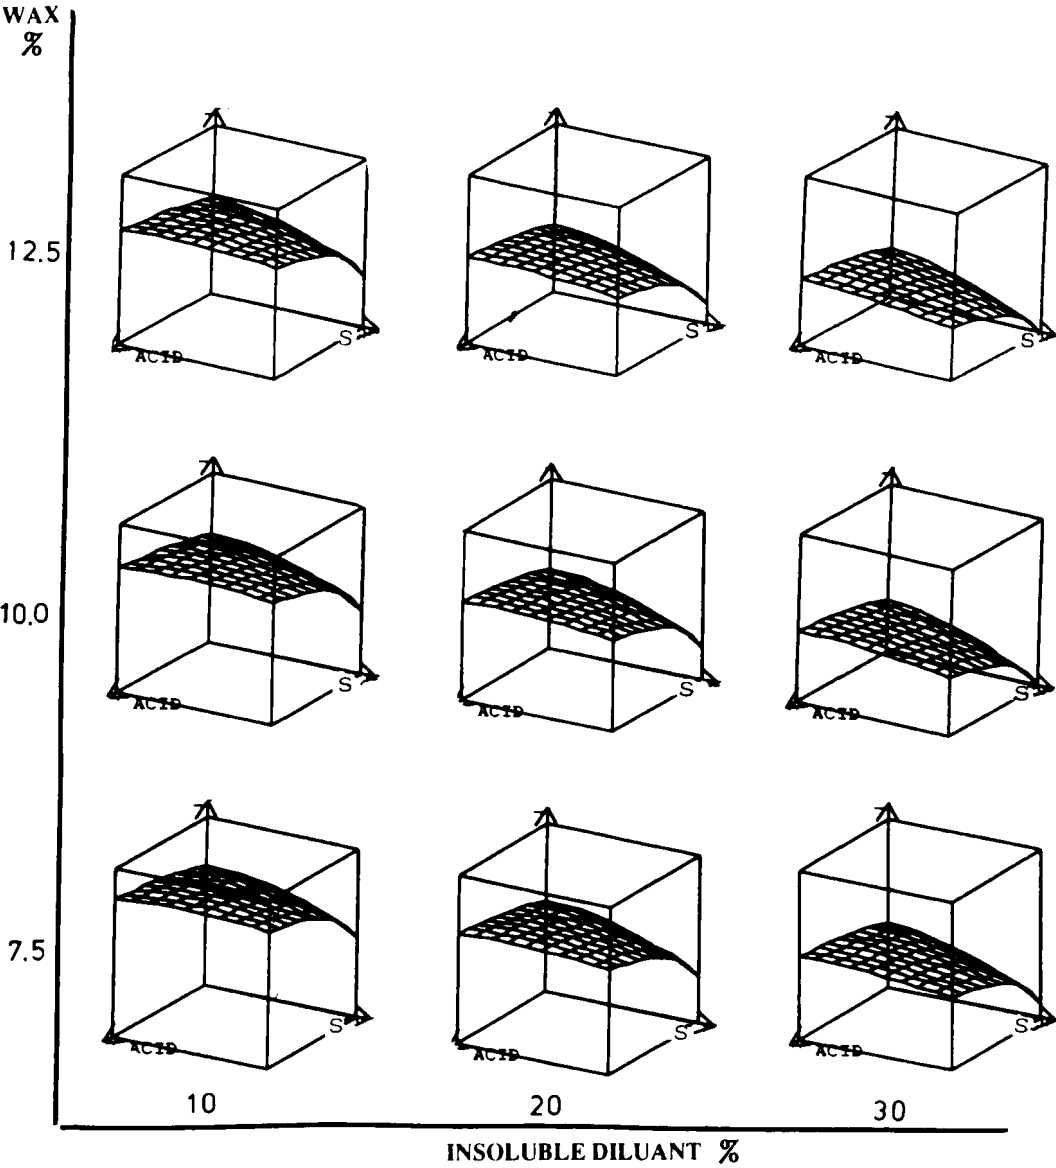 WAX
%
12.5
S
ACID
S
ACID
S
ACID
10.0
S
ACID
S
ACID
S
ACID
7.5
S
ACID
S
ACID
S
ACID
10 20 30
INSOLUBLE DILUANT %